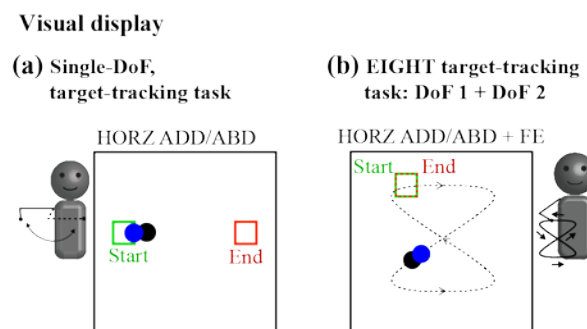 Visual display
(a) Single-DoF,
target-tracking task
(b) EIGHT target-tracking
task: DoF 1 + DoF 2
HORZ ADD/ABD
Start
End
HORZ ADD/ABD + FE
Start End